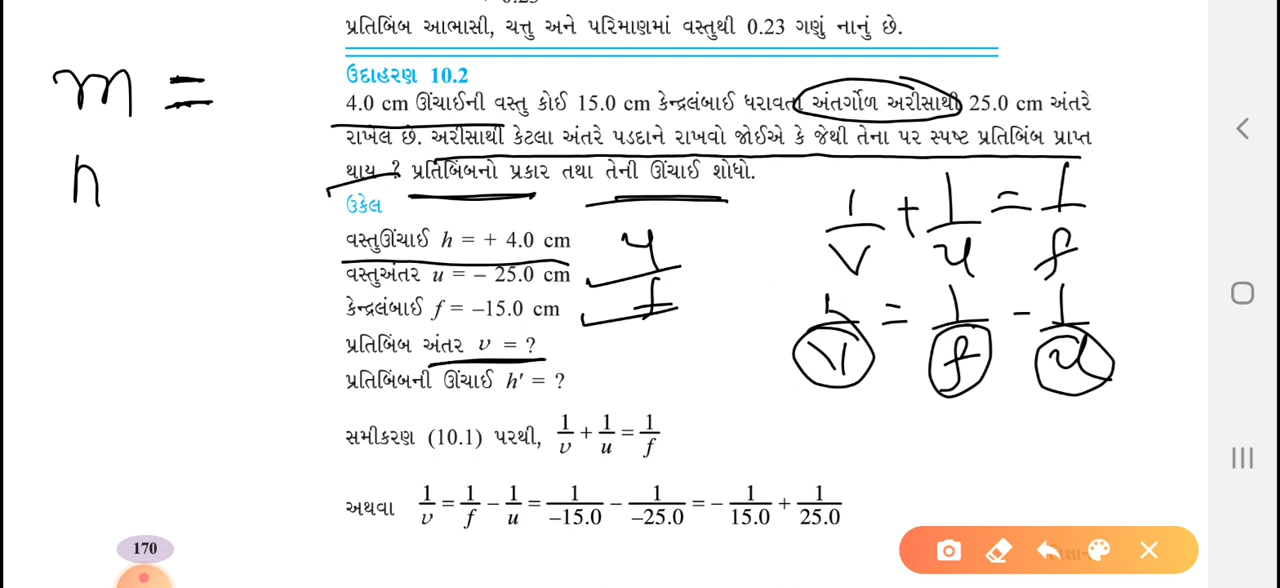 પ્રતિબિંબ આભાસી, ચત્તુ અને પરિમાણમાં વસ્તુથી 0.23 ગણું નાનું છે.
ઉદાહરણ 10.2
4.0 cm ઊંચાઈની વસ્તુ કોઈ 15.0 cm કેન્દ્રલંબાઈ ધરાવતા અંતર્ગોળ અરીસાથી 25.0 cm અંતરે
રાખેલ છે. અરીસાથી કેટલા અંતરે પડદાને રાખવો જોઈએ કે જેથી તેના પર સ્પષ્ટ પ્રતિબિંબ પ્રાપ્ત
થાય ? પ્રતિબિંબનો પ્રકાર તથા તેની ઊંચાઈ શોધો.
ઉકેલ
વસ્તુઊંચાઈ h = + 4.0 cm
વસ્તુઅંતર u = − 25.0 cm
કેન્દ્રલંબાઈ f = −15.0 cm
પ્રતિબિંબ અંતર v = ?
પ્રતિબિંબની ઊંચાઈ h′ = ?
સમીકરણ (10.1) પરથી, 1/v + 1/u = 1/f
અથવા 1/v = 1/f − 1/u = 1/−15.0 − 1/−25.0 = − 1/15.0 + 1/25.0
170
m =
h
u
f
1/v + 1/u = 1/f
1/v = 1/f - 1/u